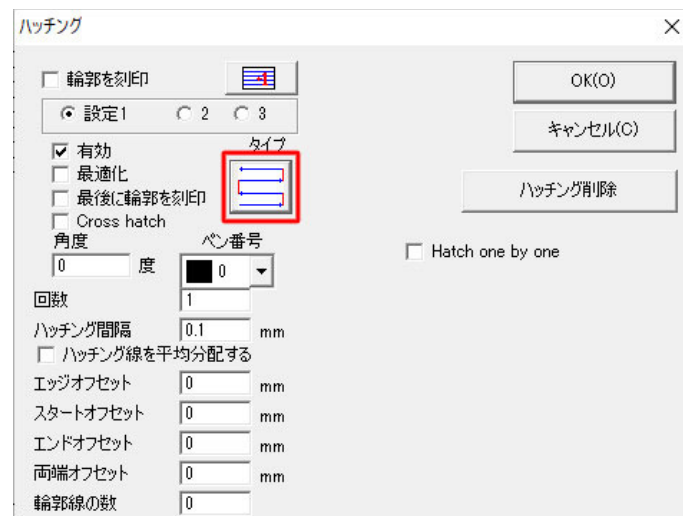 ハッチング
輪郭を刻印
設定1 2 3
有効
タイプ
最適化
最後に輪郭を刻印
Cross hatch
角度 ペン番号
0 度 0
回数 1
ハッチング間隔 0.1 mm
ハッチング線を平均分配する
エッジオフセット 0 mm
スタートオフセット 0 mm
エンドオフセット 0 mm
両端オフセット 0 mm
輪郭線の数 0
OK(O)
キャンセル(C)
ハッチング削除
Hatch one by one